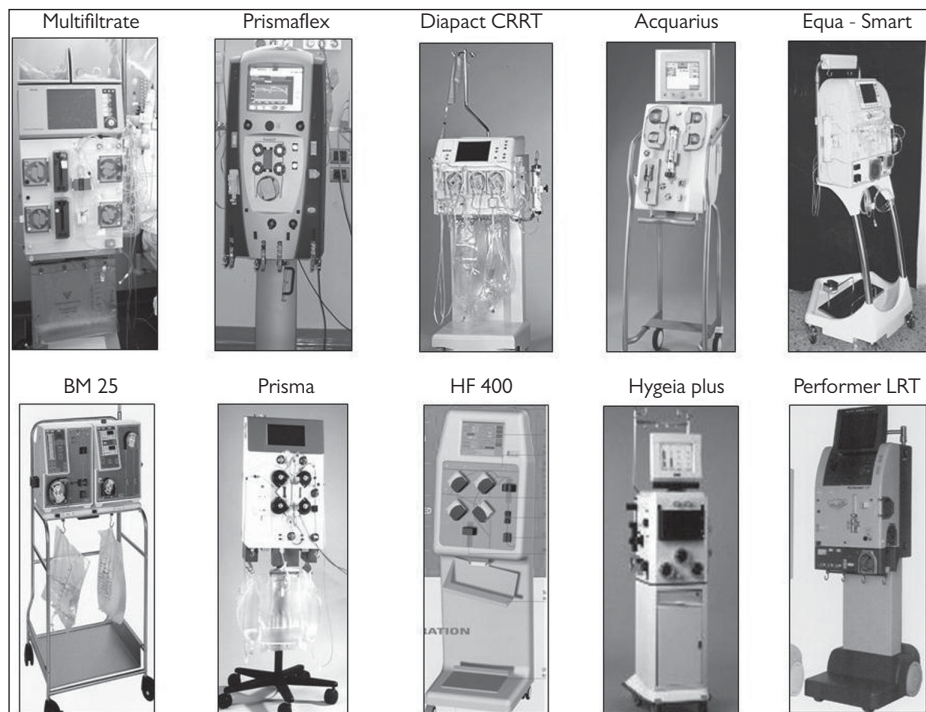 Multifiltrate
Prismaflex
Diapact CRRT
Acquarius
Equa - Smart
BM 25
Prisma
HF 400
Hygeia plus
Performer LRT
RATION